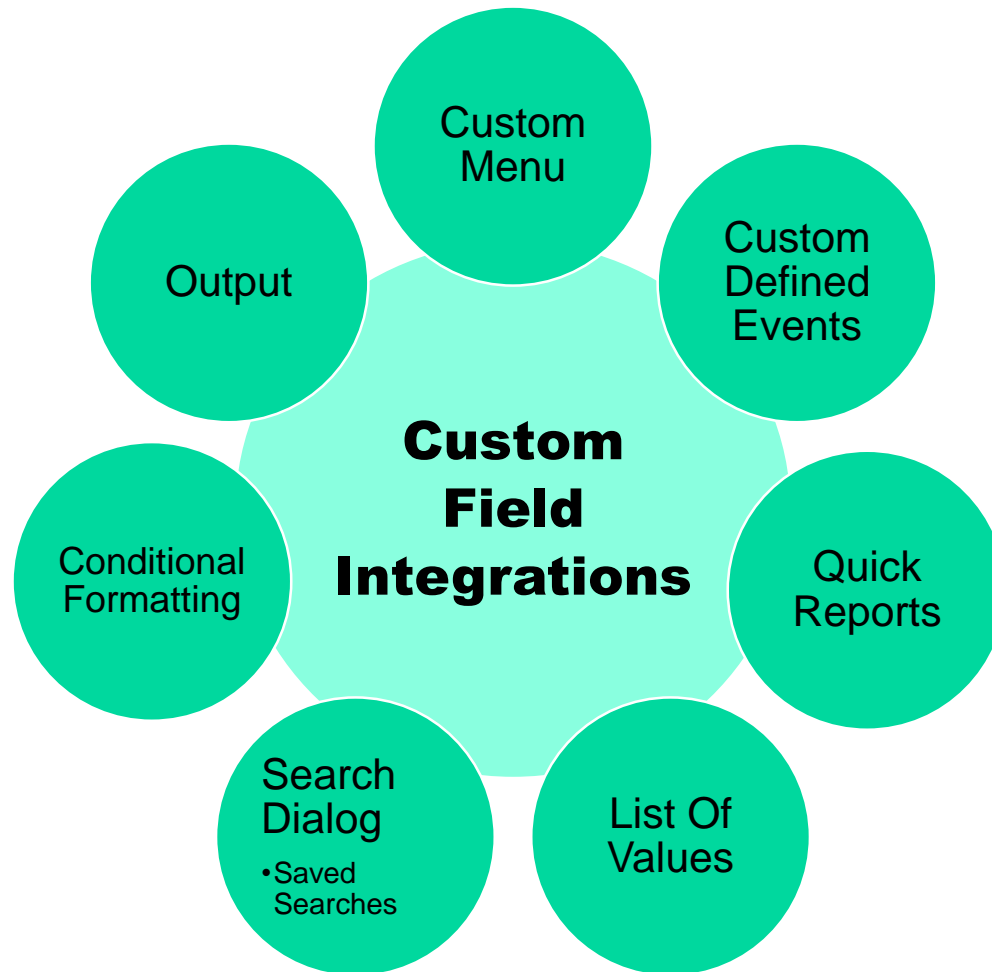 Custom
Menu
Custom
Defined
Events
Output
Custom
Field
Integrations
Quick
Reports
Conditional
Formatting
Search
Dialog
•Saved
Searches
List Of
Values